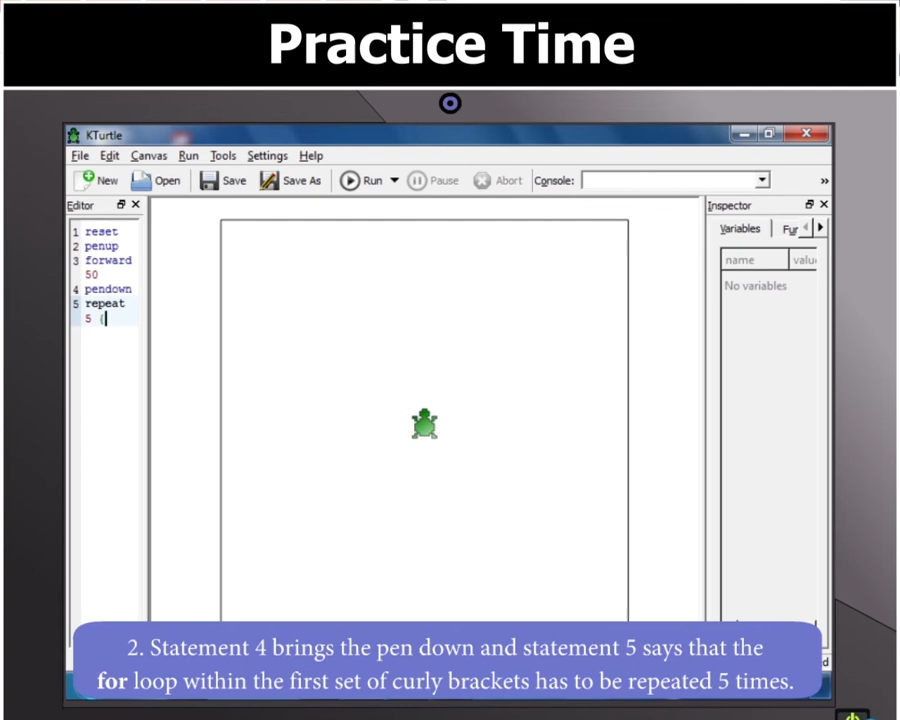 Practice Time
KTurtle
File Edit Canvas Run Tools Settings Help
New Open Save Save As Run Pause Abort Console: »
Editor
Inspector
1 reset
2 penup
3 forward
50
4 pendown
5 repeat
5 {
Variables
name
No variables
2. Statement 4 brings the pen down and statement 5 says that the
for loop within the first set of curly brackets has to be repeated 5 times.